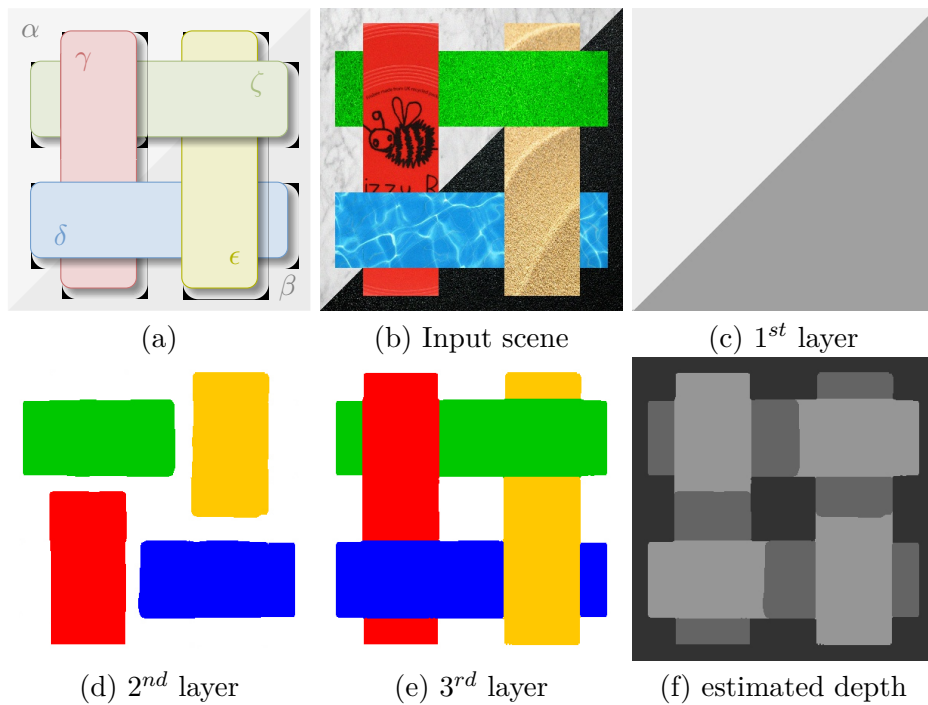 α
γ
ζ
δ
ϵ
β
izzy B
(a)
(b) Input scene
(c) 1st layer
(d) 2nd layer
(e) 3rd layer
(f) estimated depth